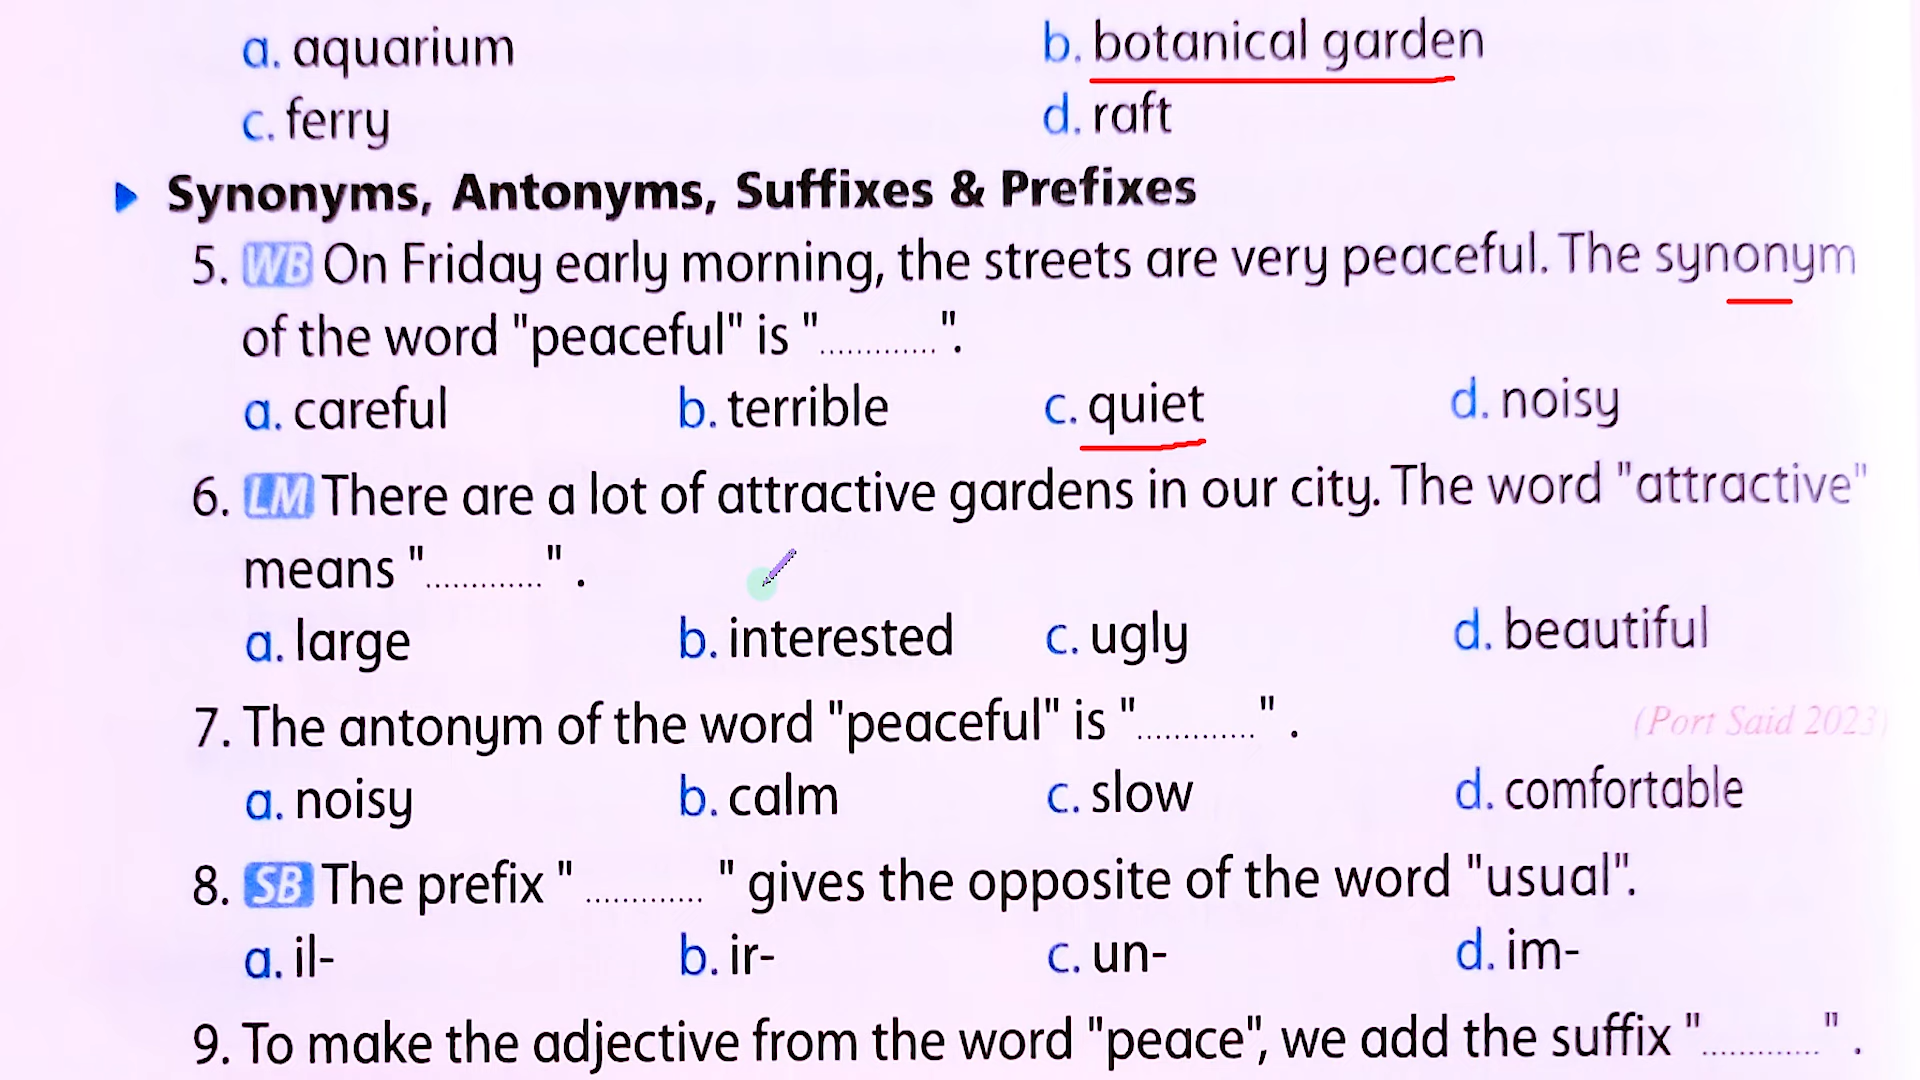 a. aquarium b. botanical garden
c. ferry d. raft
Synonyms, Antonyms, Suffixes & Prefixes
5. WB On Friday early morning, the streets are very peaceful. The synonym
of the word "peaceful" is ".............".
a. careful b. terrible c. quiet d. noisy
6. LM There are a lot of attractive gardens in our city. The word "attractive"
means "............." .
a. large b. interested c. ugly d. beautiful
7. The antonym of the word "peaceful" is "............." . (Port Said 2023)
a. noisy b. calm c. slow d. comfortable
8. SB The prefix " ............. " gives the opposite of the word "usual".
a. il- b. ir- c. un- d. im-
9. To make the adjective from the word "peace", we add the suffix "............." .